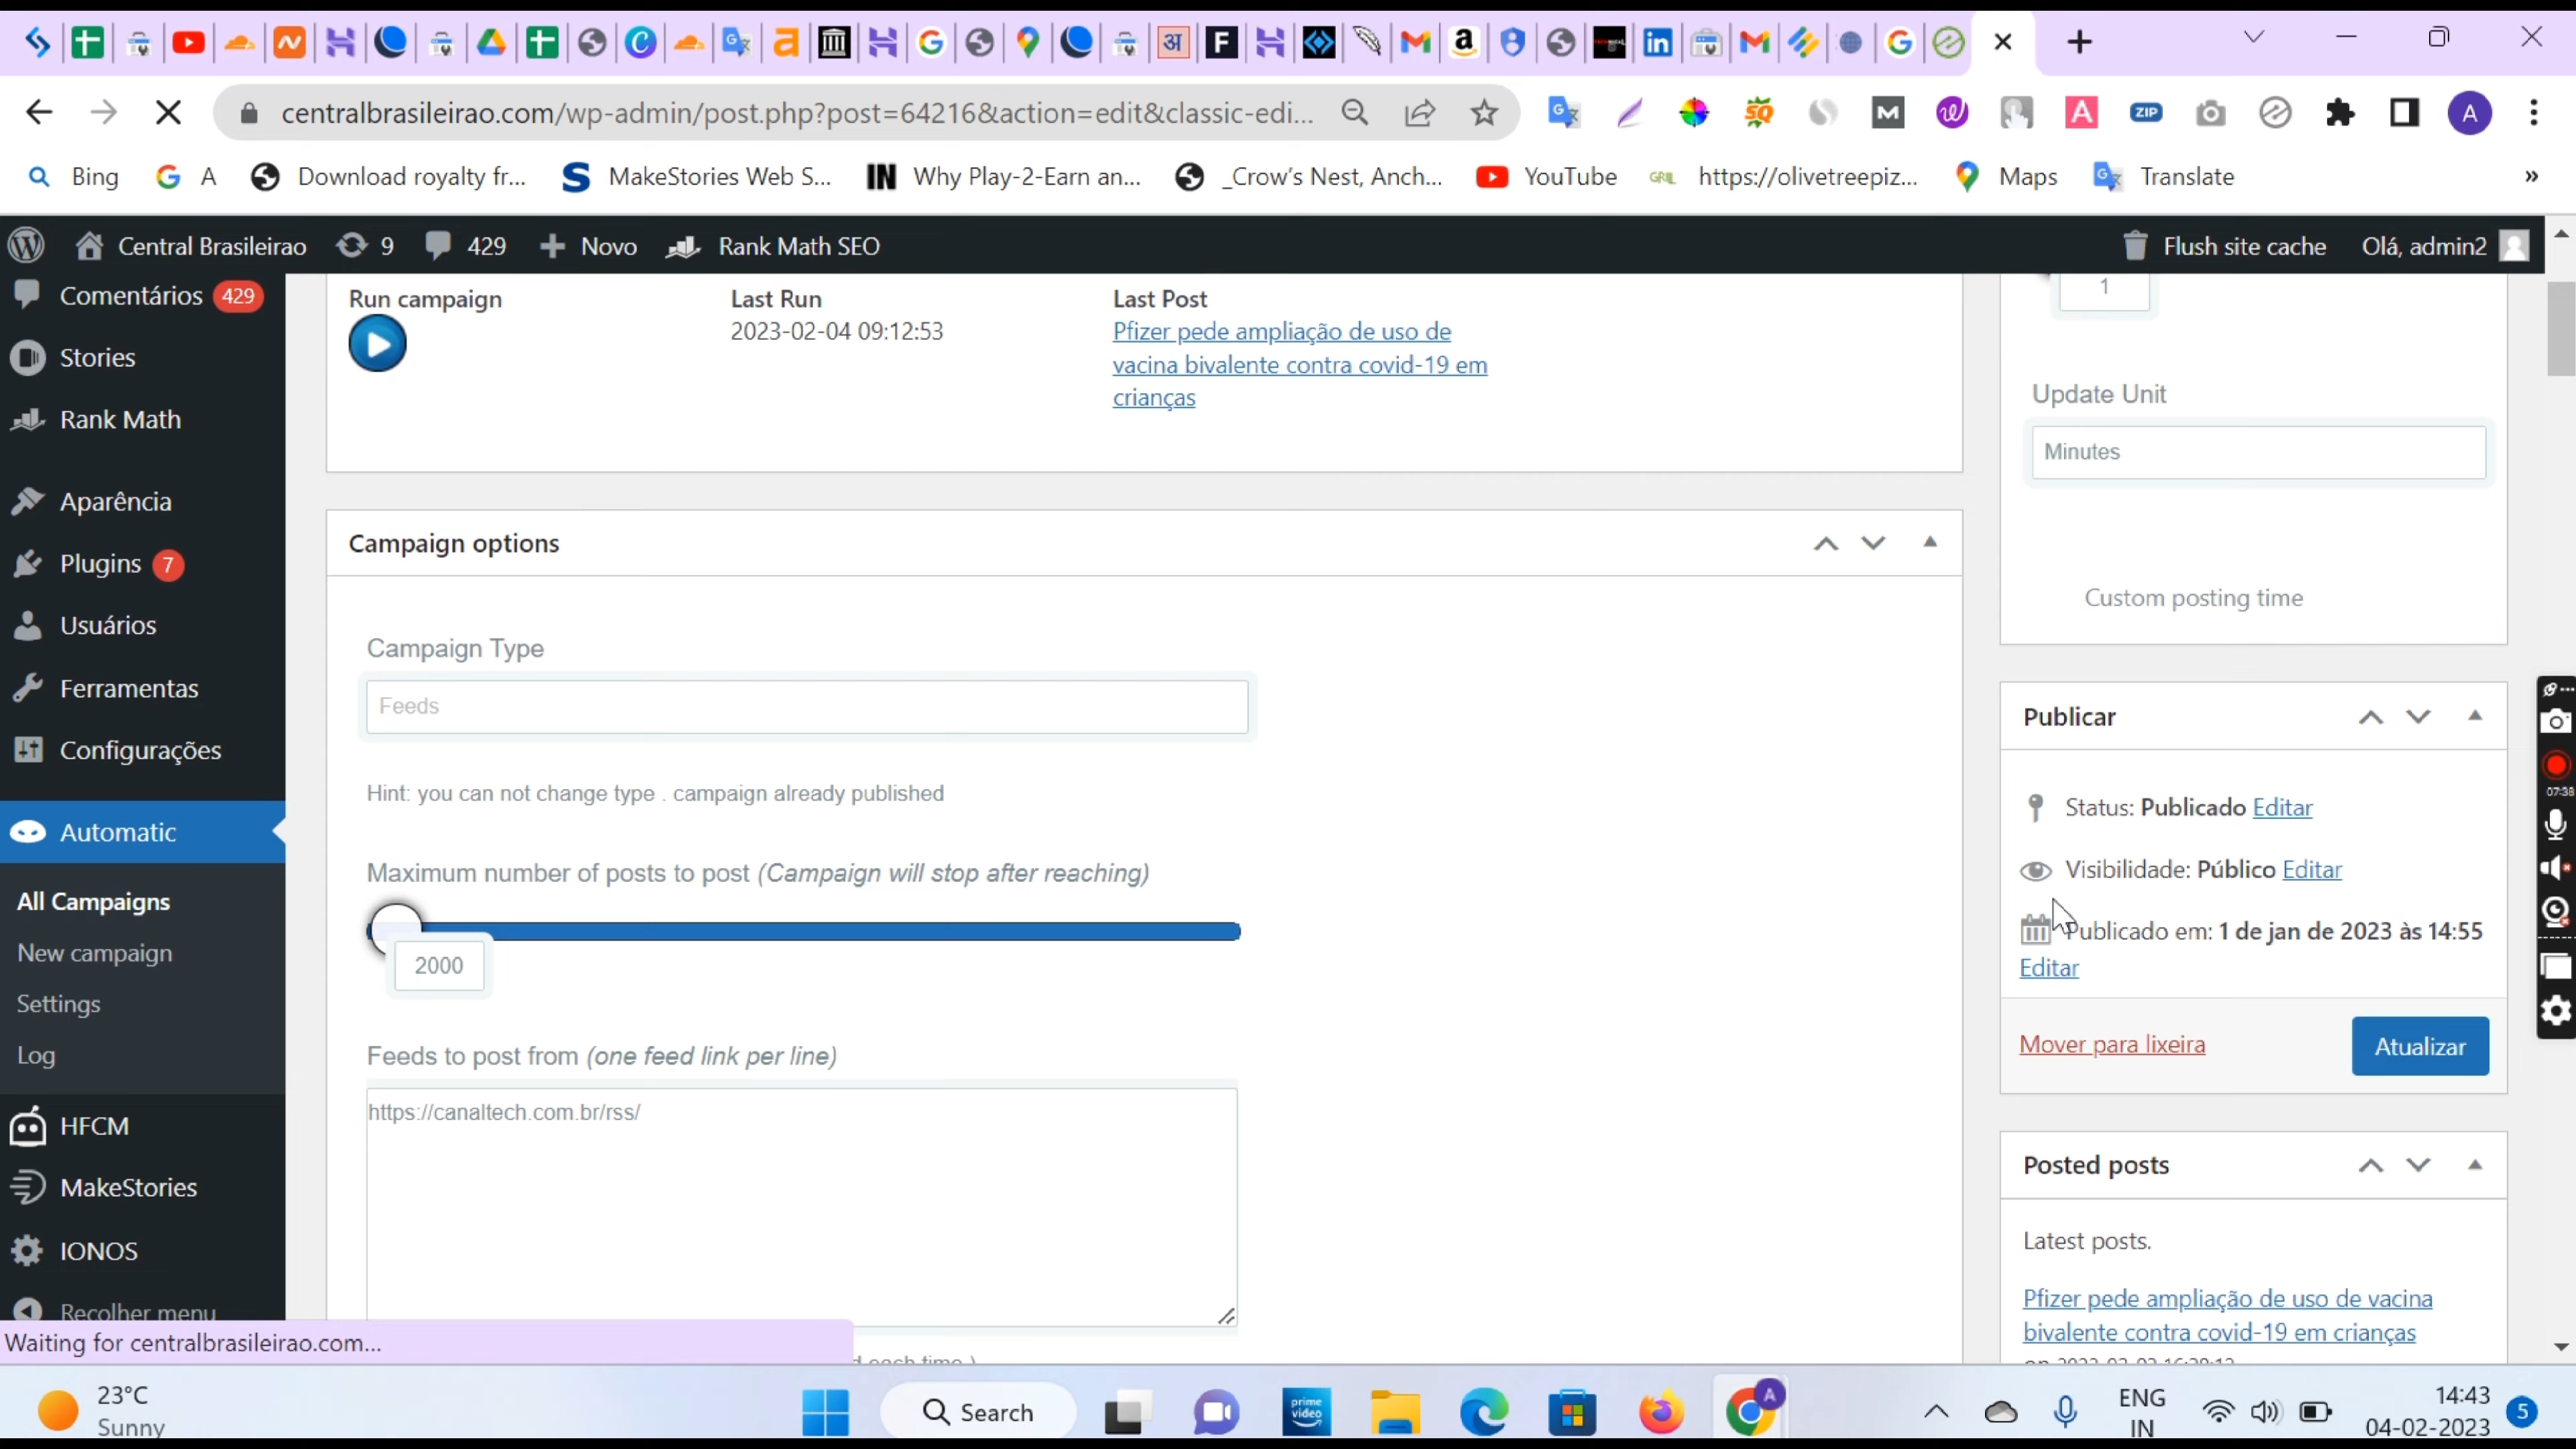 centralbrasileirao.com/wp-admin/post.php?post=64216&action=edit&classic-edi...
A
ZIP
A
Bing
A
Download royalty fr...
MakeStories Web S...
IN Why Play-2-Earn an...
_Crow's Nest, Anch...
YouTube
GRIL https://olivetreepiz...
Maps
Translate
»
Central Brasileirao
9
429
Novo
Rank Math SEO
Flush site cache
Olá, admin2
Comentários 429
Stories
Rank Math
Aparência
Plugins 7
Usuários
Ferramentas
Configurações
Automatic
All Campaigns
New campaign
Settings
Log
HFCM
MakeStories
IONOS
Recolher menu
Run campaign
Last Run
2023-02-04 09:12:53
Last Post
Pfizer pede ampliação de uso de
vacina bivalente contra covid-19 em
crianças
Campaign options
Campaign Type
Feeds
Hint: you can not change type . campaign already published
Maximum number of posts to post (Campaign will stop after reaching)
2000
Feeds to post from (one feed link per line)
https://canaltech.com.br/rss/
1
Update Unit
Minutes
Custom posting time
Publicar
Status: Publicado Editar
Visibilidade: Público Editar
Publicado em: 1 de jan de 2023 às 14:55
Editar
Mover para lixeira
Atualizar
Posted posts
Latest posts.
Pfizer pede ampliação de uso de vacina
bivalente contra covid-19 em crianças
07:38
Waiting for centralbrasileirao.com...
23°C
Sunny
Search
prime
video
A
ENG
IN
14:43
04-02-2023
5